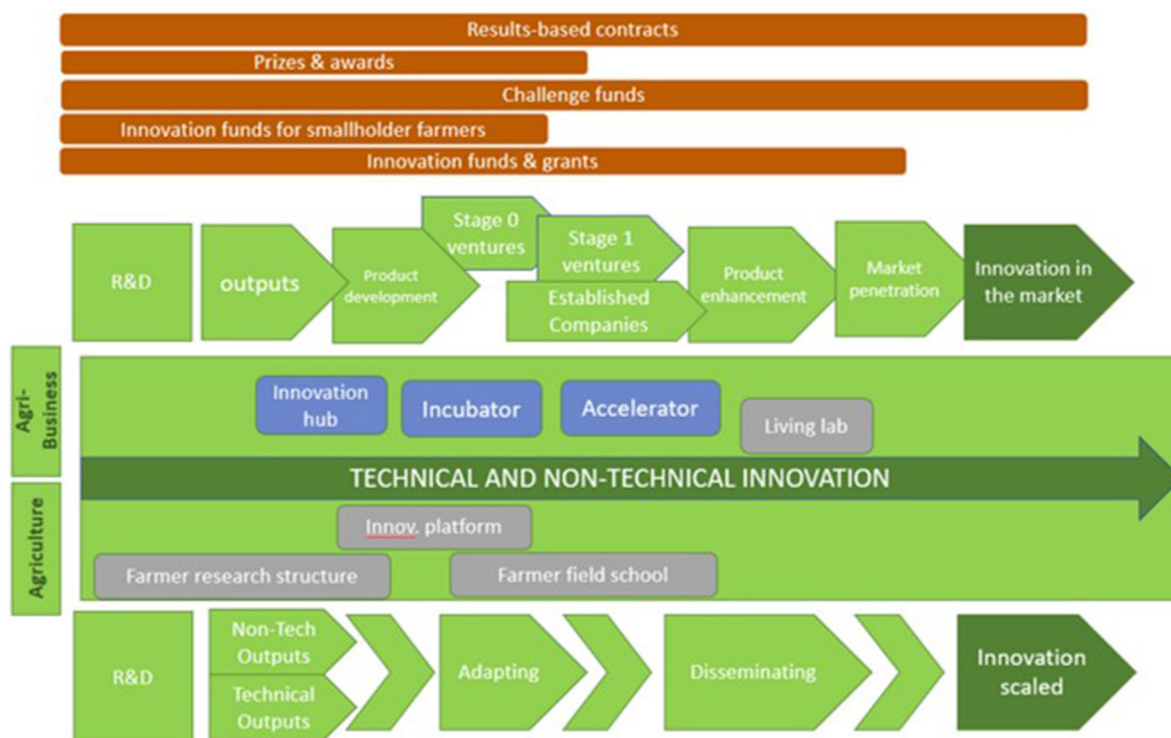 Results-based contracts
Prizes & awards
Challenge funds
Innovation funds for smallholder farmers
Innovation funds & grants
R&D
outputs
Product
development
Stage 0
ventures
Stage 1
ventures
Established
Companies
Product
enhancement
Market
penetration
Innovation in
the market
Agri-
Business
Innovation
hub
Incubator
Accelerator
Living lab
TECHNICAL AND NON-TECHNICAL INNOVATION
Agriculture
Innov. platform
Farmer research structure
Farmer field school
R&D
Non-Tech
Outputs
Technical
Outputs
Adapting
Disseminating
Innovation
scaled